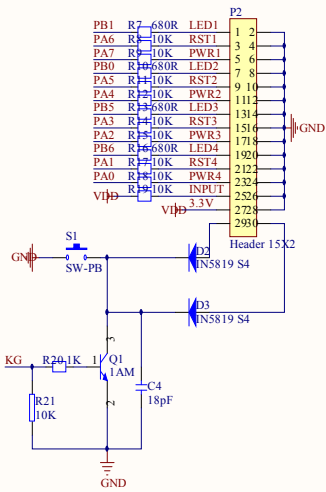 P2
PB1 R7 680R LED1 1 2
PA6 R8 10K RST1 3 4
PA7 R9 10K PWR1 5 6
PB0 R10 680R LED2 7 8
PA5 R11 10K RST2 9 10
PA4 R12 10K PWR2 11 12
PB5 R13 680R LED3 13 14
PA3 R14 10K RST3 15 16 GND
PA2 R15 10K PWR3 17 18
PB6 R16 680R LED4 19 20
PA1 R17 10K RST4 21 22
PA0 R18 10K PWR4 23 24
VDD R19 10K INPUT 25 26
VDD 3.3V 27 28
29 30
Header 15X2
S1
GND
SW-PB
D2
IN5819 S4
D3
IN5819 S4
3
KG R20 1K 1 Q1
1AM
C4
18pF
R21
10K
2
GND